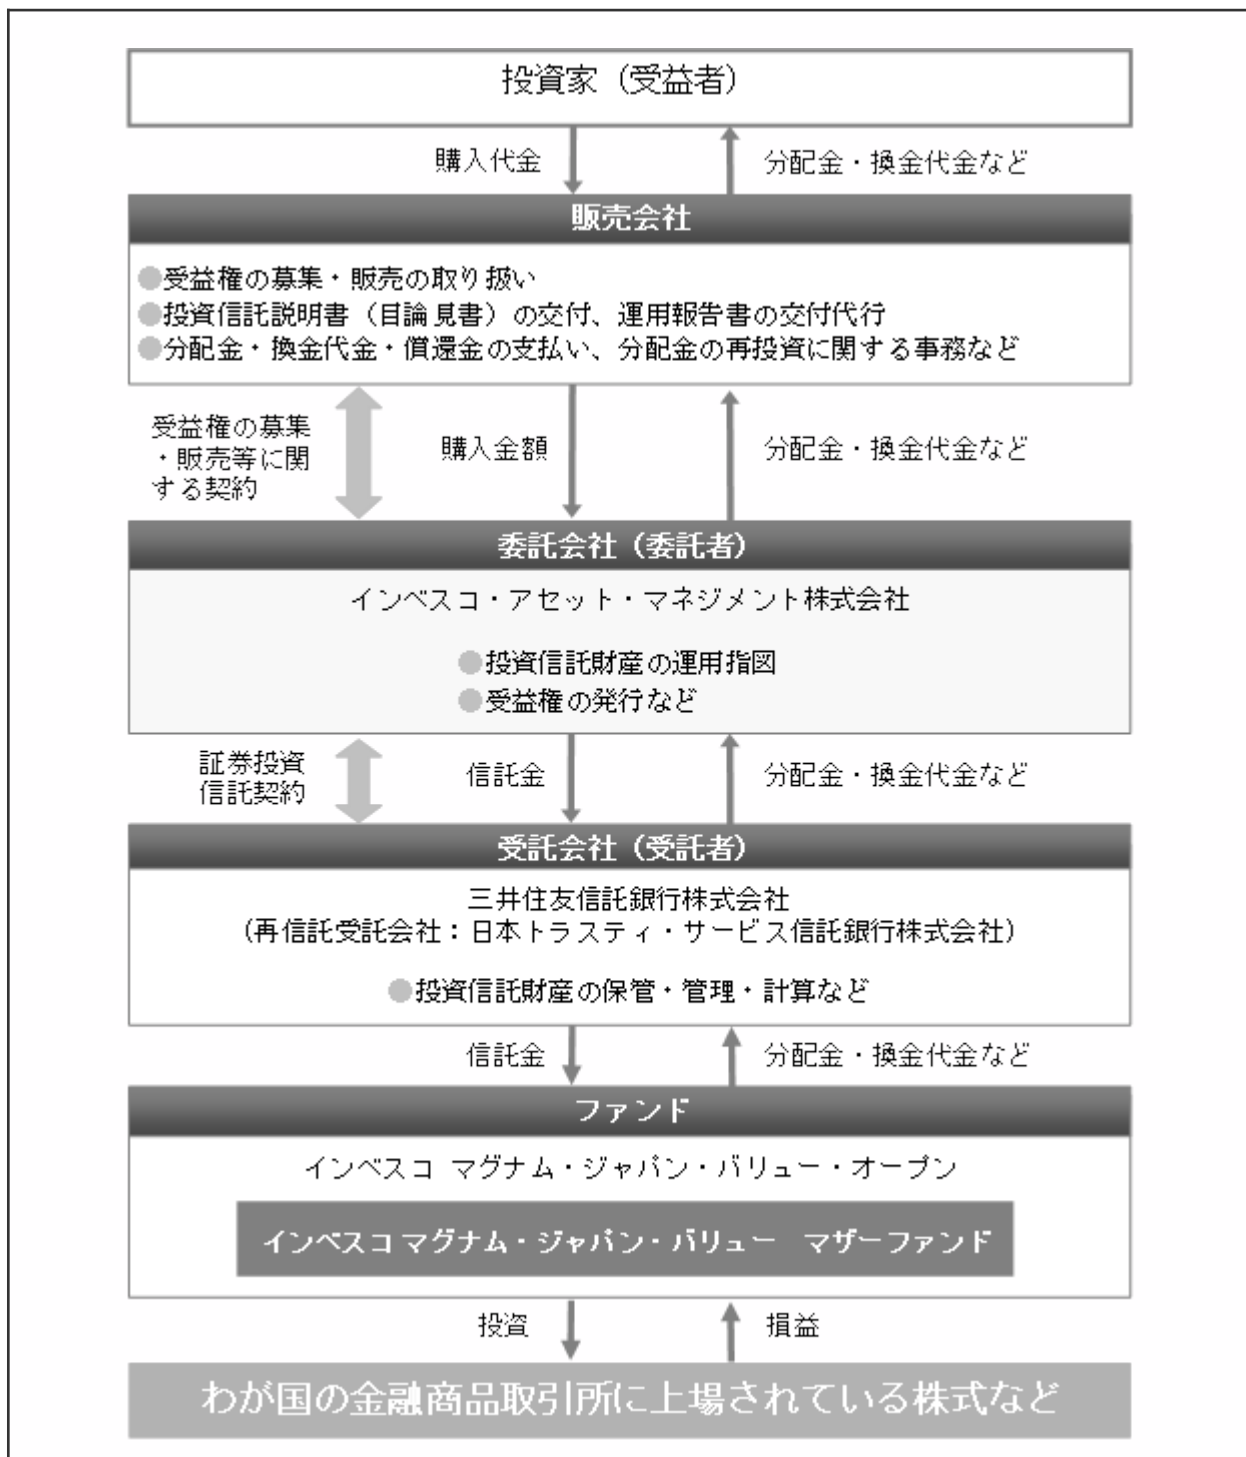 投資家（受益者）
購入代金
分配金・換金代金など
販売会社
●受益権の募集・販売の取り扱い
●投資信託説明書（目論見書）の交付、運用報告書の交付代行
●分配金・換金代金・償還金の支払い、分配金の再投資に関する事務など
受益権の募集
・販売等に関
する契約
購入金額
分配金・換金代金など
委託会社（委託者）
インベスコ・アセット・マネジメント株式会社
●投資信託財産の運用指図
●受益権の発行など
証券投資
信託契約
信託金
分配金・換金代金など
受託会社（受託者）
三井住友信託銀行株式会社
(再信託受託会社：日本トラスティ・サービス信託銀行株式会社)
●投資信託財産の保管・管理・計算など
信託金
分配金・換金代金など
ファンド
インベスコ マグナム・ジャパン・バリュー・オープン
インベスコ マグナム・ジャパン・バリュー　マザーファンド
投資
損益
わが国の金融商品取引所に上場されている株式など